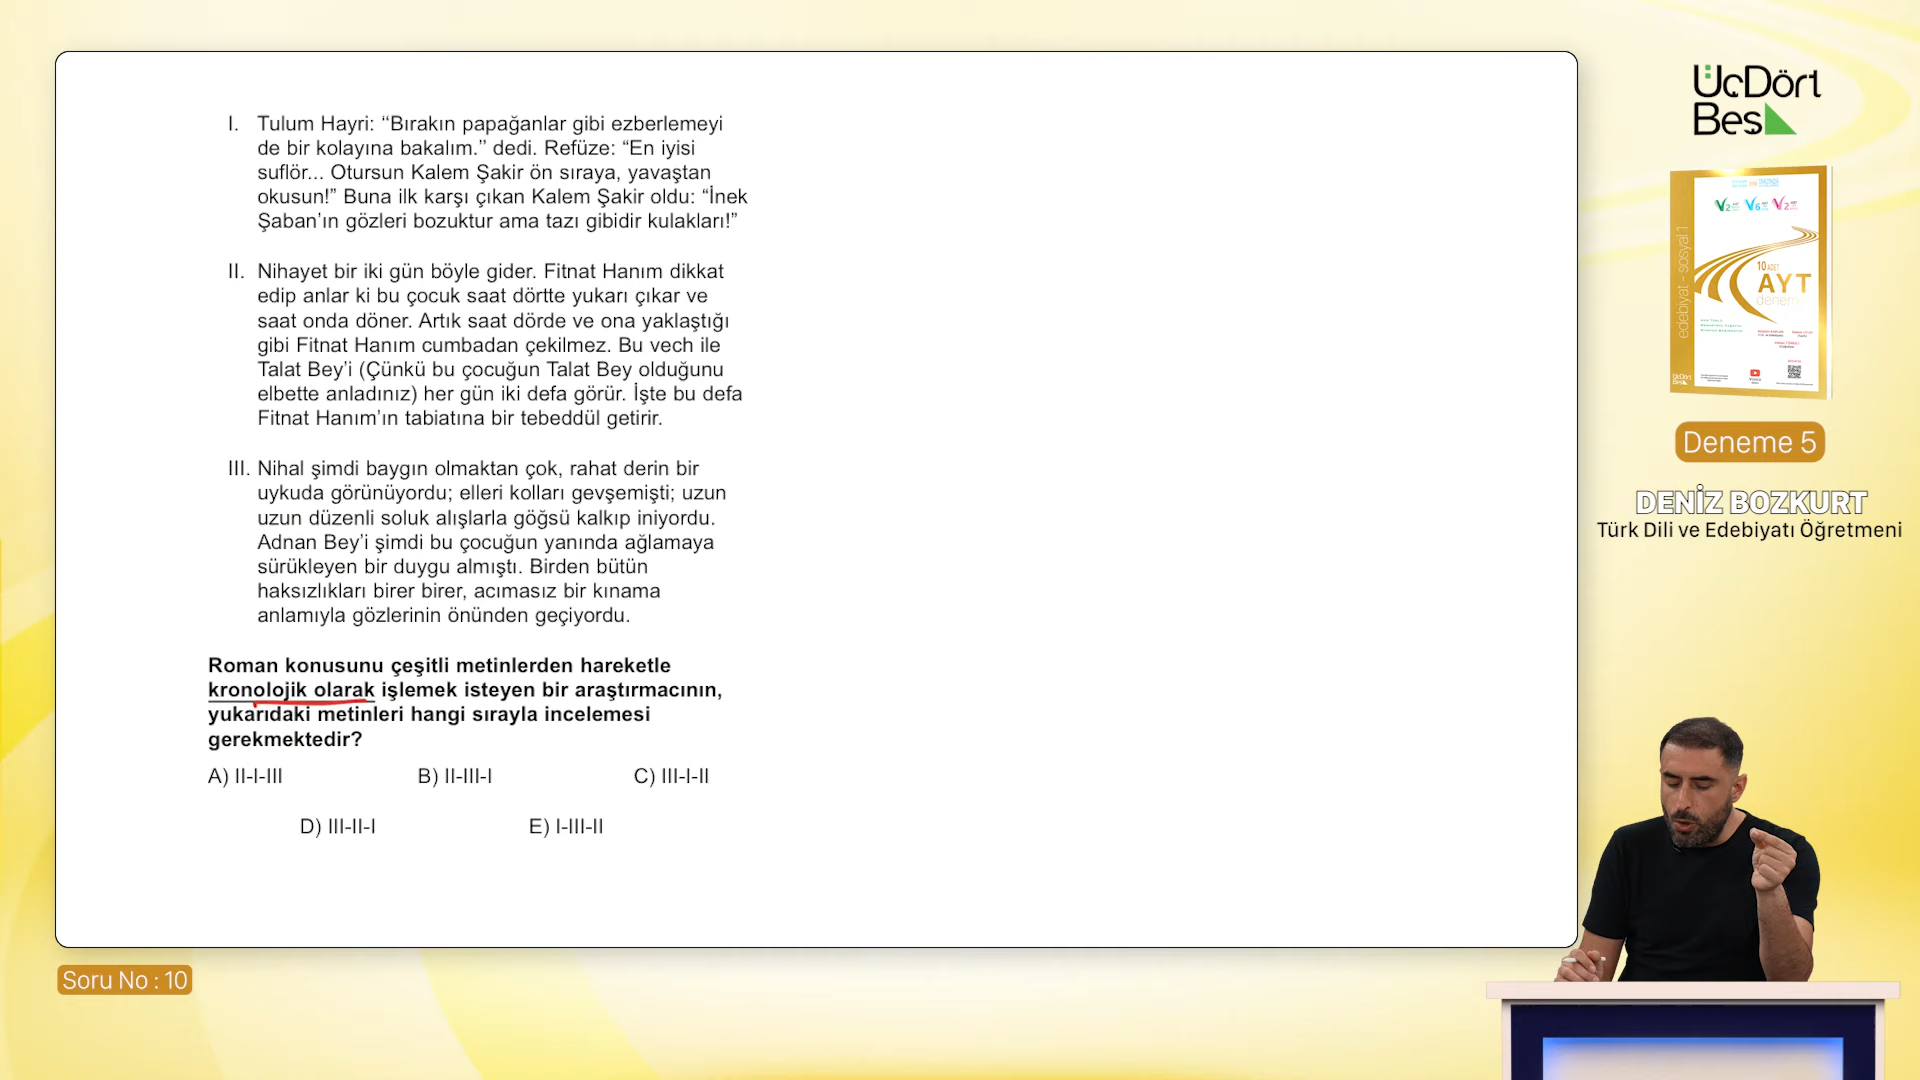 I. Tulum Hayri: “Bırakın papağanlar gibi ezberlemeyi
de bir kolayına bakalım.” dedi. Refüze: “En iyisi
suflör... Otursun Kalem Şakir ön sıraya, yavaştan
okusun!” Buna ilk karşı çıkan Kalem Şakir oldu: “İnek
Şaban’ın gözleri bozuktur ama tazı gibidir kulakları!”
II. Nihayet bir iki gün böyle gider. Fitnat Hanım dikkat
edip anlar ki bu çocuk saat dörtte yukarı çıkar ve
saat onda döner. Artık saat dörde ve ona yaklaştığı
gibi Fitnat Hanım cumbadan çekilmez. Bu vech ile
Talat Bey’i (Çünkü bu çocuğun Talat Bey olduğunu
elbette anladınız) her gün iki defa görür. İşte bu defa
Fitnat Hanım’ın tabiatına bir tebeddül getirir.
III. Nihal şimdi baygın olmaktan çok, rahat derin bir
uykuda görünüyordu; elleri kolları gevşemişti; uzun
uzun düzenli soluk alışlarla göğsü kalkıp iniyordu.
Adnan Bey’i şimdi bu çocuğun yanında ağlamaya
sürükleyen bir duygu almıştı. Birden bütün
haksızlıkları birer birer, acımasız bir kınama
anlamıyla gözlerinin önünden geçiyordu.
Roman konusunu çeşitli metinlerden hareketle
kronolojik olarak işlemek isteyen bir araştırmacının,
yukarıdaki metinleri hangi sırayla incelemesi
gerekmektedir?
A) II-I-III B) II-III-I C) III-I-II
D) III-II-I E) I-III-II
Soru No : 10
ÜçDört
Beş
edebiyat - sosyal 1
10 ADET
AYT
deneme
Deneme 5
DENİZ BOZKURT
Türk Dili ve Edebiyatı Öğretmeni